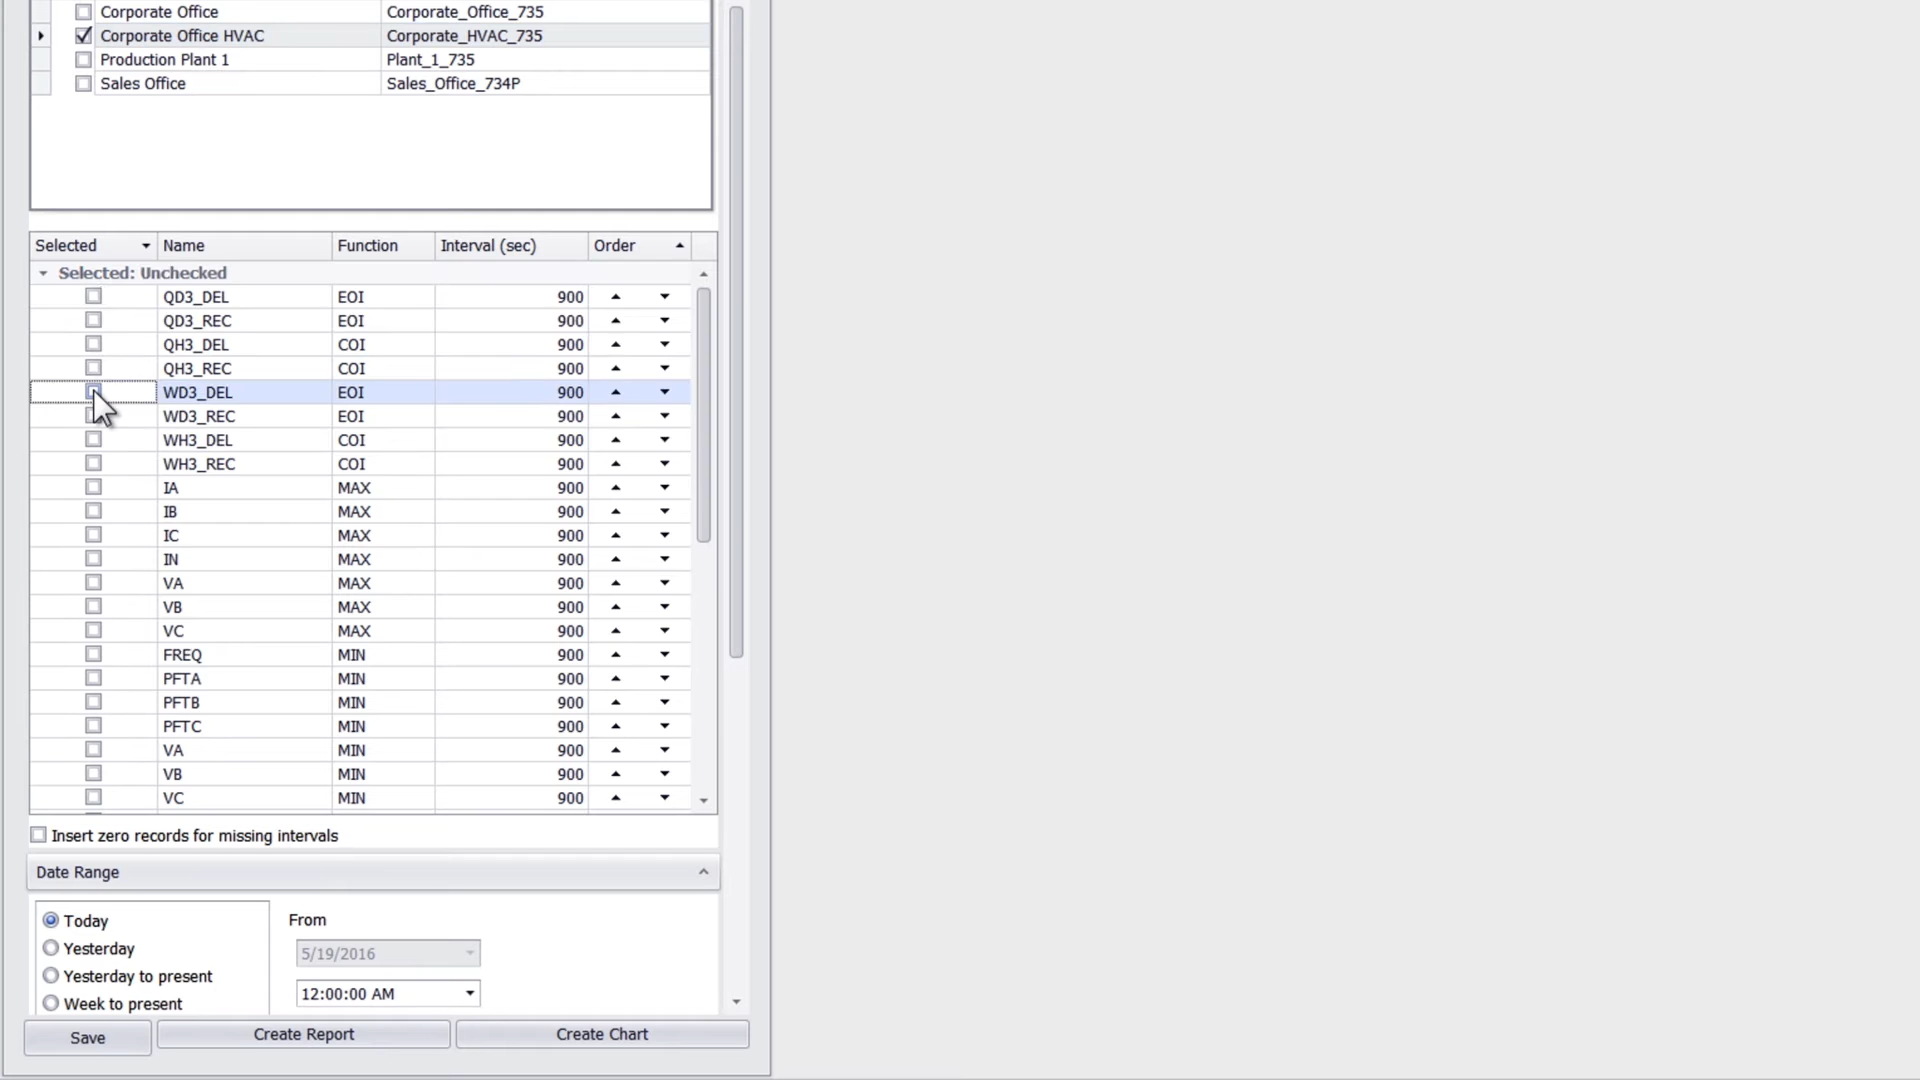 Corporate Office Corporate_Office_735
Corporate Office HVAC Corporate_HVAC_735
Production Plant 1 Plant_1_735
Sales Office Sales_Office_734P
Selected Name Function Interval (sec) Order
Selected: Unchecked
QD3_DEL EOI 900
QD3_REC EOI 900
QH3_DEL COI 900
QH3_REC COI 900
WD3_DEL EOI 900
WD3_REC EOI 900
WH3_DEL COI 900
WH3_REC COI 900
IA MAX 900
IB MAX 900
IC MAX 900
IN MAX 900
VA MAX 900
VB MAX 900
VC MAX 900
FREQ MIN 900
PFTA MIN 900
PFTB MIN 900
PFTC MIN 900
VA MIN 900
VB MIN 900
VC MIN 900
Insert zero records for missing intervals
Date Range
Today From
Yesterday 5/19/2016
Yesterday to present
Week to present 12:00:00 AM
Save Create Report Create Chart